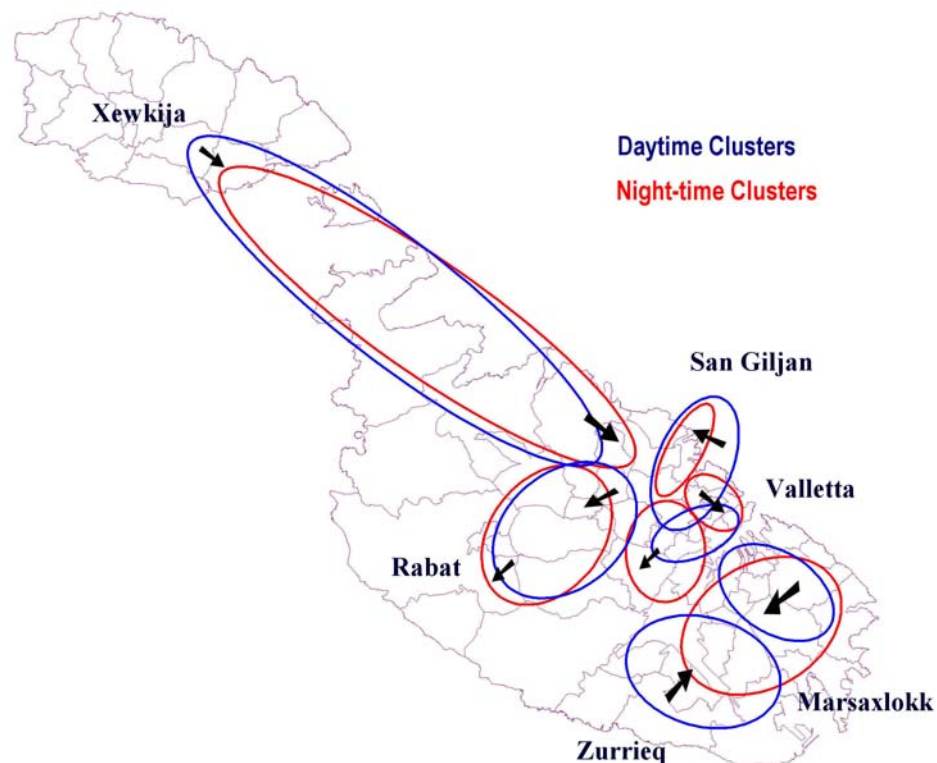 Xewkija
Daytime Clusters
Night-time Clusters
San Giljan
Valletta
Rabat
Marsaxlokk
Zurrieq